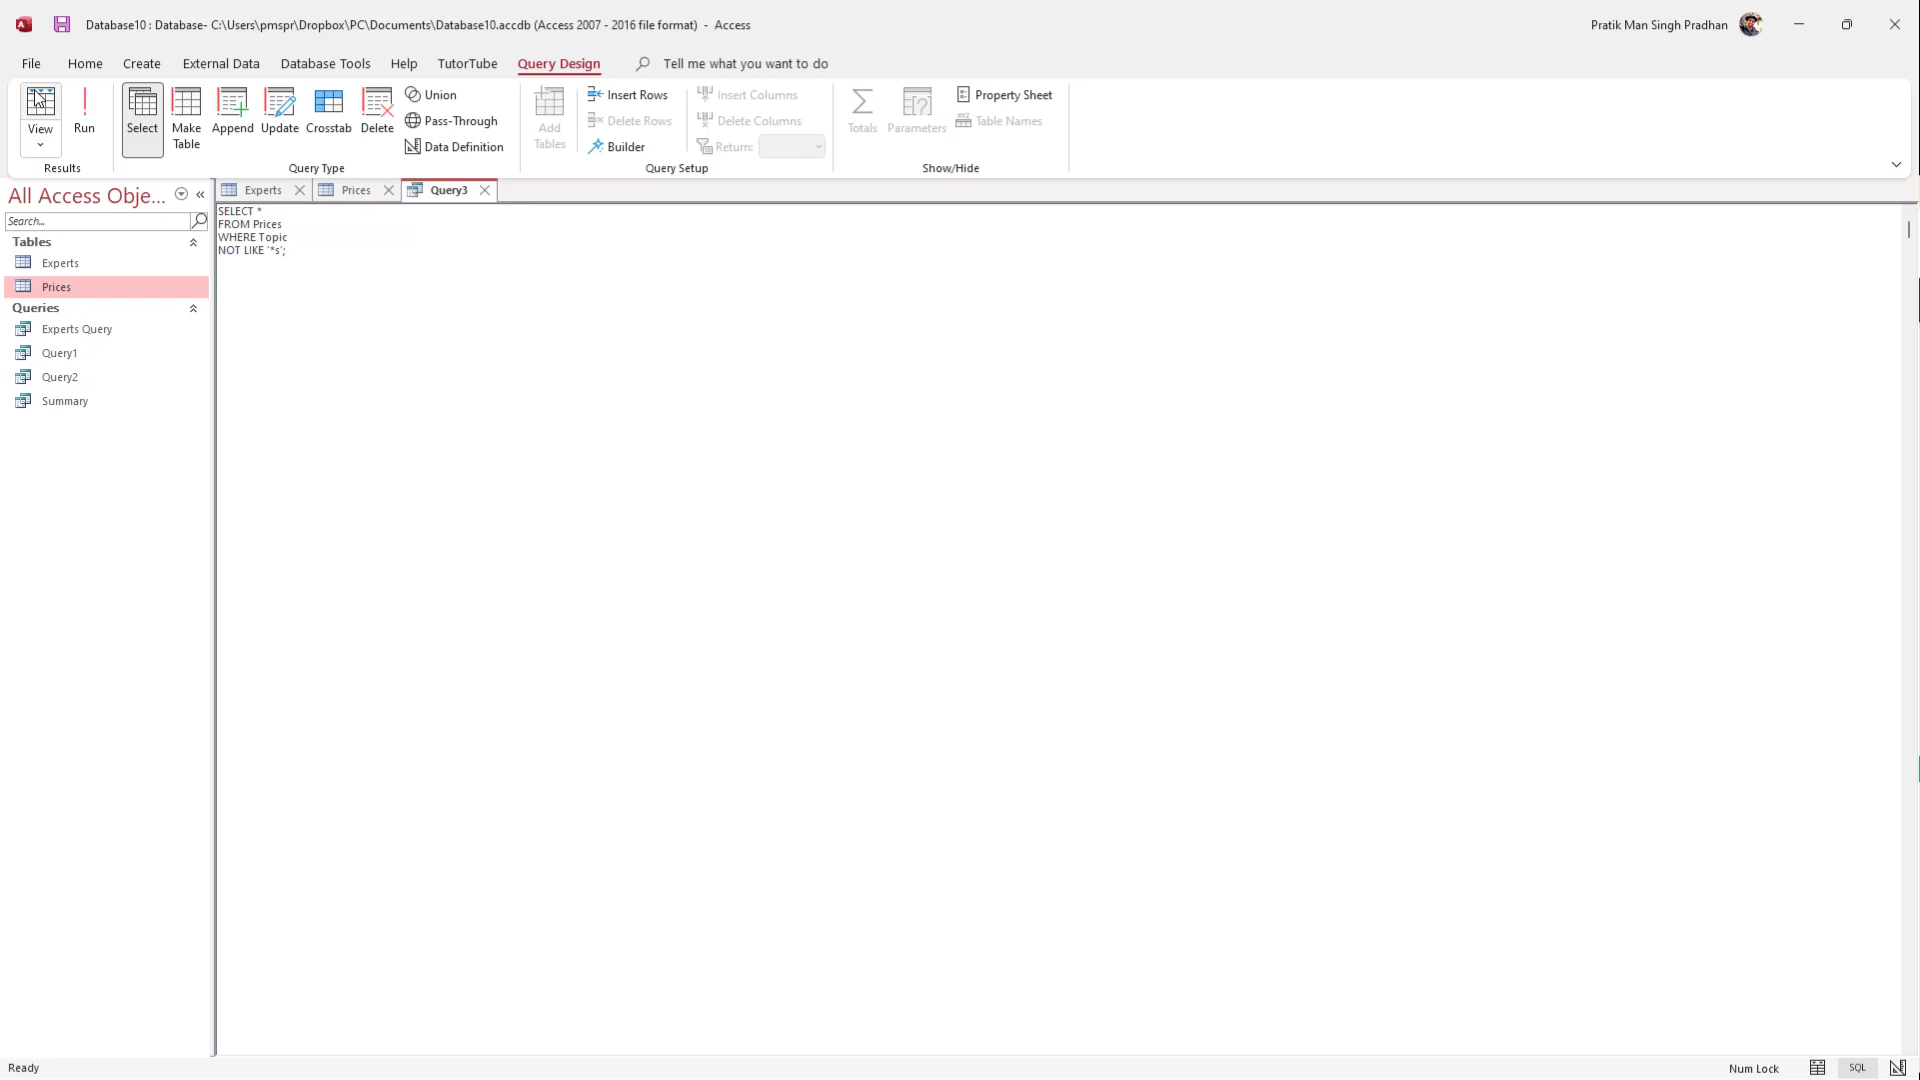 Database10 : Database- C:\Users\pmspr\Dropbox\PC\Documents\Database10.accdb (Access 2007 - 2016 file format) - Access
Pratik Man Singh Pradhan
File Home Create External Data Database Tools Help TutorTube Query Design Tell me what you want to do
View
Run
Select
Make
Table
Append
Update
Crosstab
Delete
Union
Pass-Through
Data Definition
Add
Tables
Insert Rows
Delete Rows
Builder
Insert Columns
Delete Columns
Return:
Totals
Parameters
Property Sheet
Table Names
Results
Query Type
Query Setup
Show/Hide
All Access Obje...
Search...
Tables
Experts
Prices
Queries
Experts Query
Query1
Query2
Summary
Experts
Prices
Query3
SELECT *
FROM Prices
WHERE Topic
NOT LIKE '*s';
Ready
Num Lock
SQL